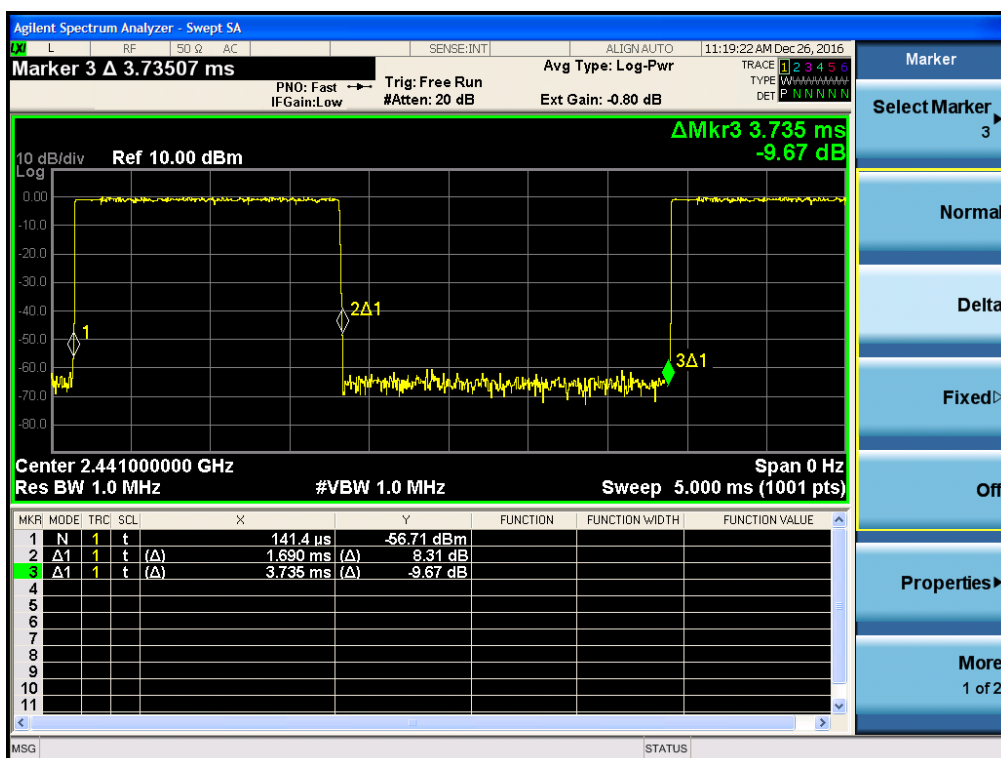 Agilent Spectrum Analyzer - Swept SA
LXI L RF 50 Ω AC SENSE:INT ALIGN AUTO 11:19:22 AM Dec 26, 2016
Marker 3 Δ 3.73507 ms
PNO: Fast
IFGain:Low
Trig: Free Run
#Atten: 20 dB
Avg Type: Log-Pwr
Ext Gain: -0.80 dB
TRACE 1 2 3 4 5 6
TYPE W
DET P N N N N N
ΔMkr3 3.735 ms
-9.67 dB
10 dB/div Ref 10.00 dBm
Log
0.00
-10.0
-20.0
-30.0
-40.0
-50.0
-60.0
-70.0
-80.0
1
2Δ1
3Δ1
Center 2.441000000 GHz Span 0 Hz
Res BW 1.0 MHz #VBW 1.0 MHz Sweep 5.000 ms (1001 pts)
MKR MODE TRC SCL X Y FUNCTION FUNCTION WIDTH FUNCTION VALUE
1 N 1 t 141.4 µs -56.71 dBm
2 Δ1 1 t (Δ) 1.690 ms (Δ) 8.31 dB
3 Δ1 1 t (Δ) 3.735 ms (Δ) -9.67 dB
4
5
6
7
8
9
10
11
MSG STATUS
Marker
Select Marker
3
Normal
Delta
Fixed
Off
Properties
More
1 of 2